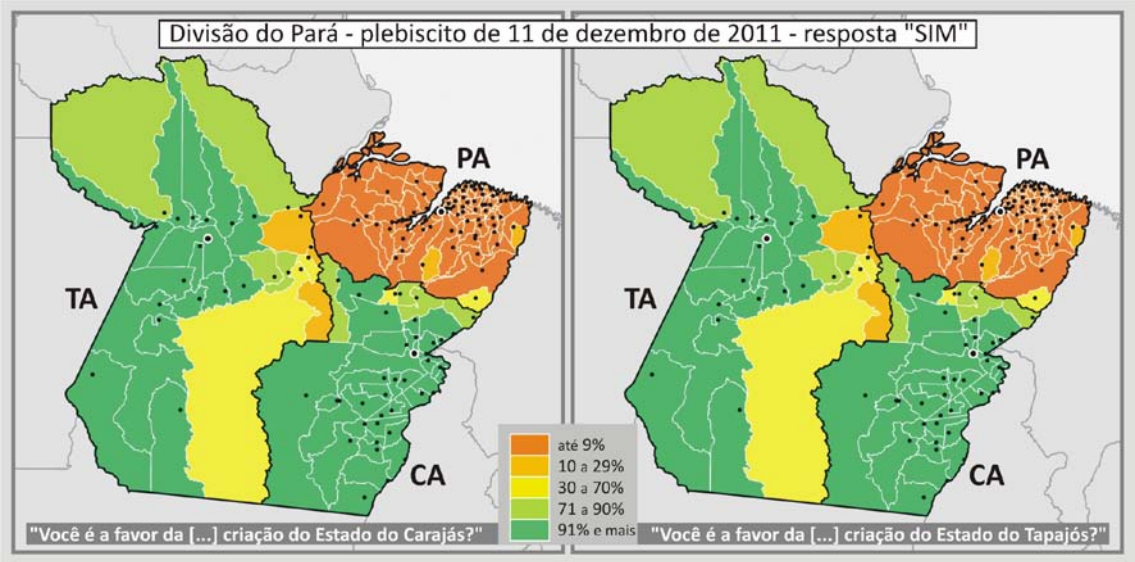 Divisão do Pará - plebiscito de 11 de dezembro de 2011 - resposta "SIM"
PA
TA
CA
"Você é a favor da [...] criação do Estado do Carajás?"
PA
TA
CA
"Você é a favor da [...] criação do Estado do Tapajós?"
até 9%
10 a 29%
30 a 70%
71 a 90%
91% e mais